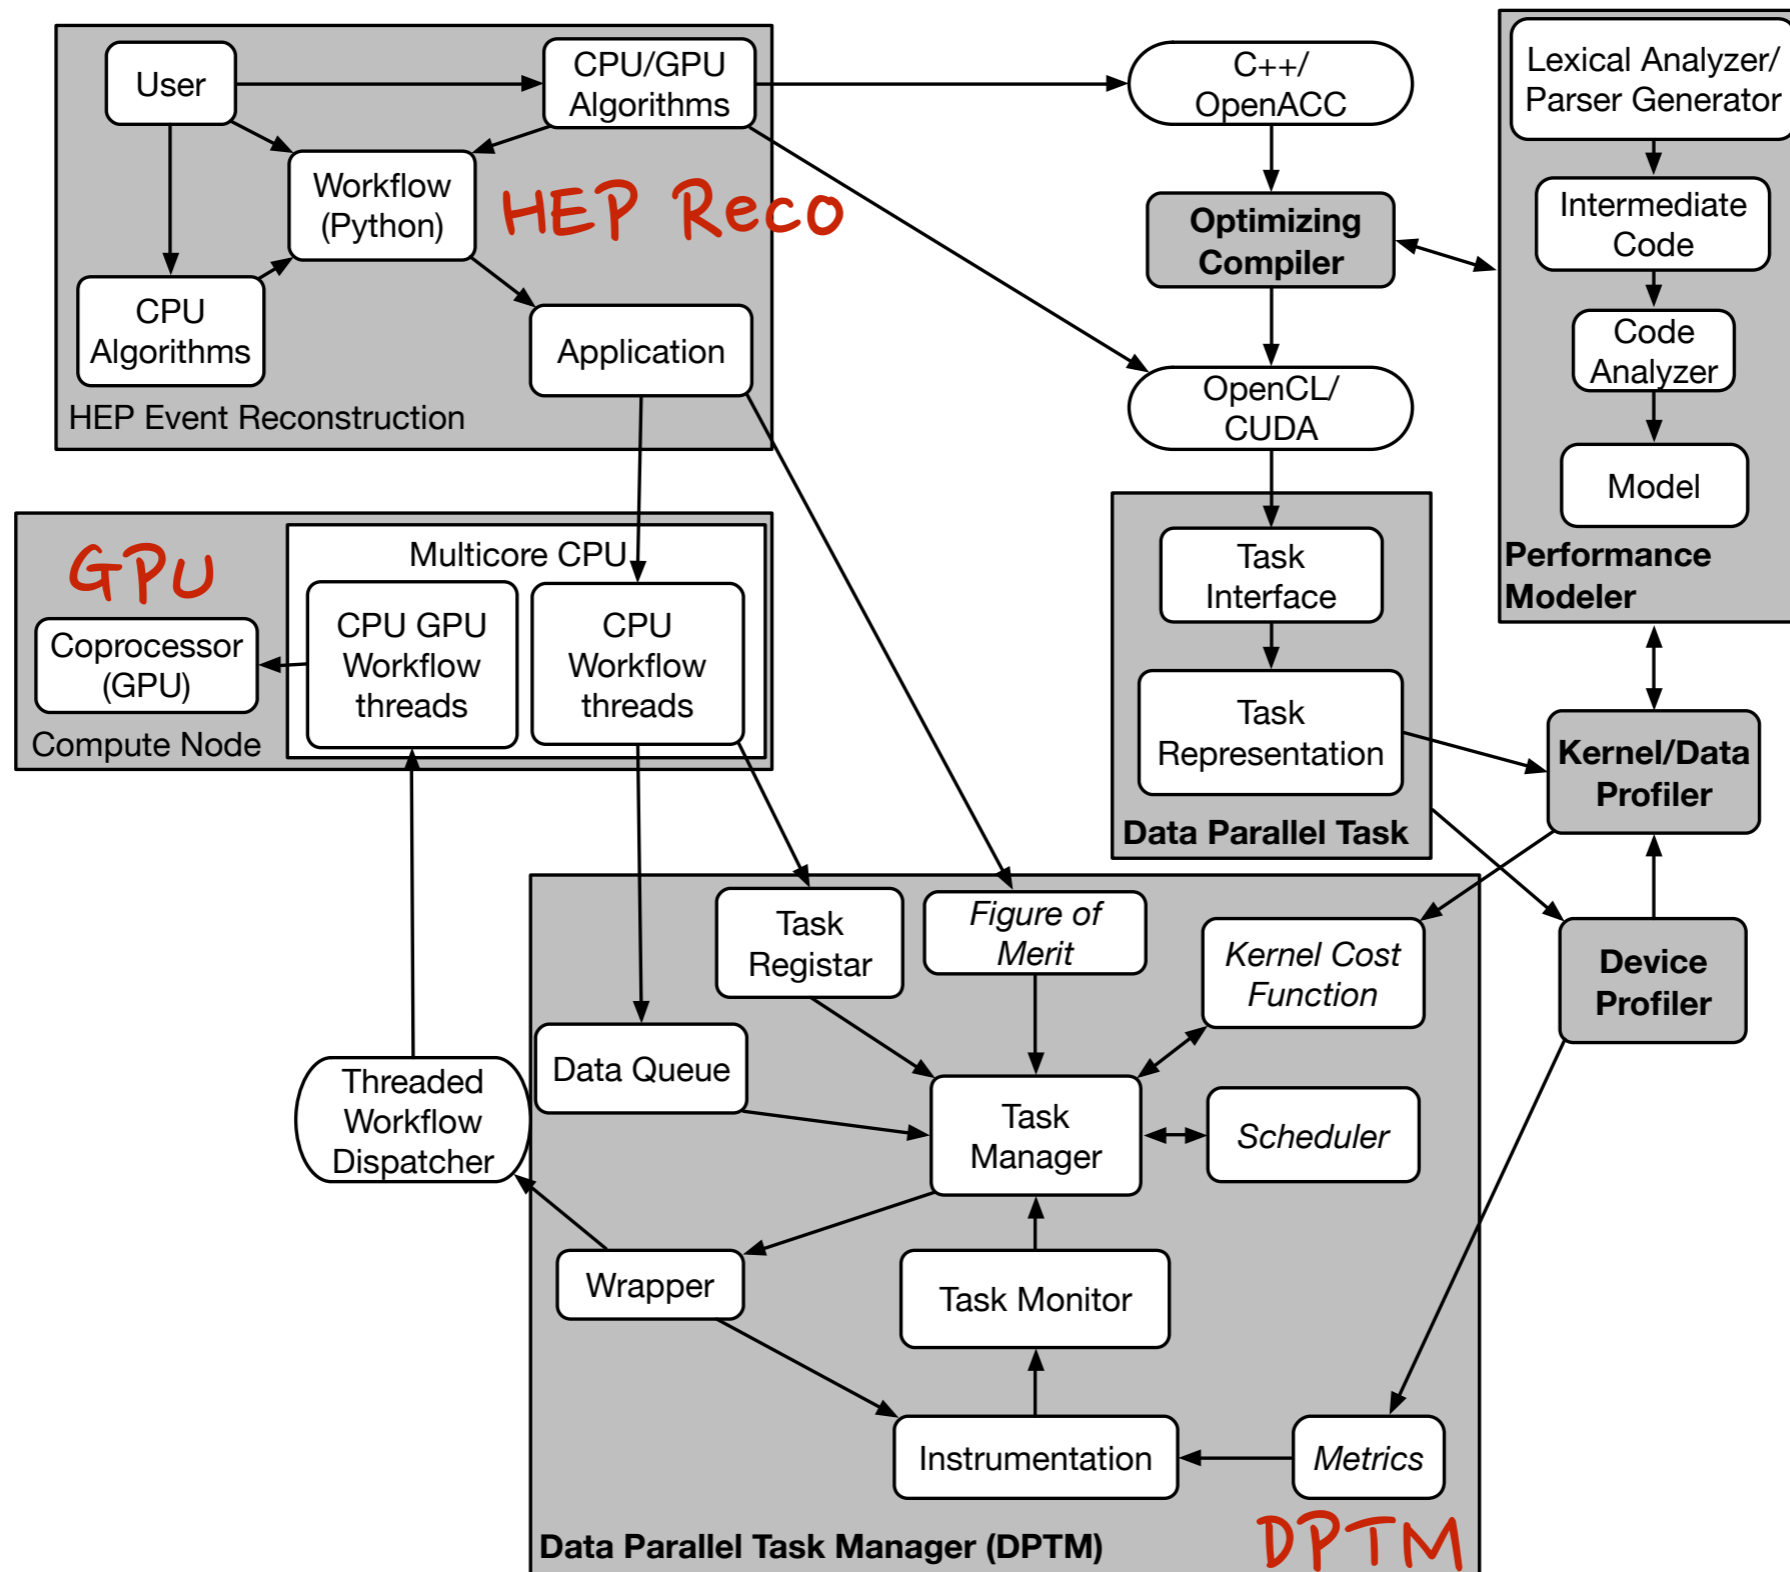 User
CPU/GPU
Algorithms
Workflow
(Python)
HEP Reco
CPU
Algorithms
Application
HEP Event Reconstruction
C++/
OpenACC
Optimizing
Compiler
OpenCL/
CUDA
Lexical Analyzer/
Parser Generator
Intermediate
Code
Code
Analyzer
Model
Performance
Modeler
GPU
Multicore CPU
Coprocessor
(GPU)
CPU GPU
Workflow
threads
CPU
Workflow
threads
Compute Node
Task
Interface
Task
Representation
Data Parallel Task
Kernel/Data
Profiler
Device
Profiler
Task
Registar
Figure of
Merit
Kernel Cost
Function
Data Queue
Threaded
Workflow
Dispatcher
Task
Manager
Scheduler
Wrapper
Task Monitor
Instrumentation
Metrics
Data Parallel Task Manager (DPTM)
DPTM